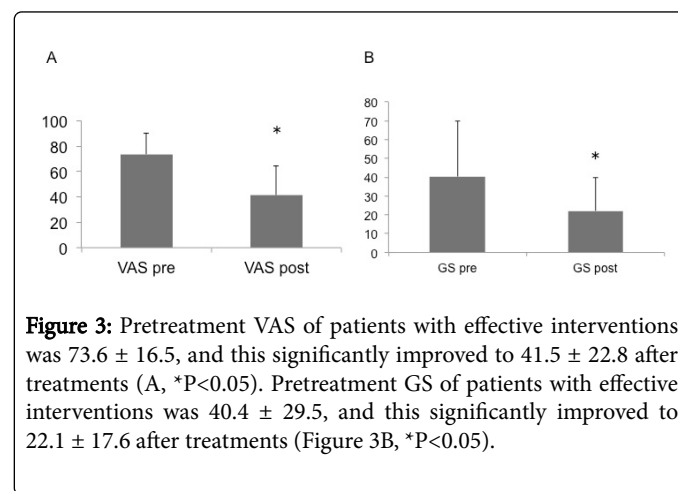 A
B
100
80
60
40
20
0
*
VAS pre
VAS post
80
70
60
50
40
30
20
10
0
*
GS pre
GS post
Figure 3: Pretreatment VAS of patients with effective interventions
was 73.6 ± 16.5, and this significantly improved to 41.5 ± 22.8 after
treatments (A, *P<0.05). Pretreatment GS of patients with effective
interventions was 40.4 ± 29.5, and this significantly improved to
22.1 ± 17.6 after treatments (Figure 3B, *P<0.05).